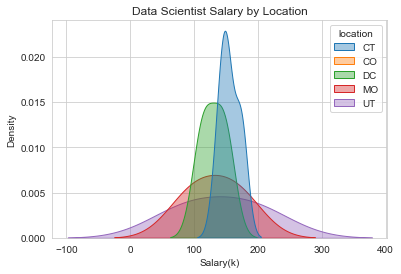 Data Scientist Salary by Location
location
CT
CO
DC
MO
UT
Density
0.020
0.015
0.010
0.005
0.000
−100
0
100
200
300
400
Salary(k)